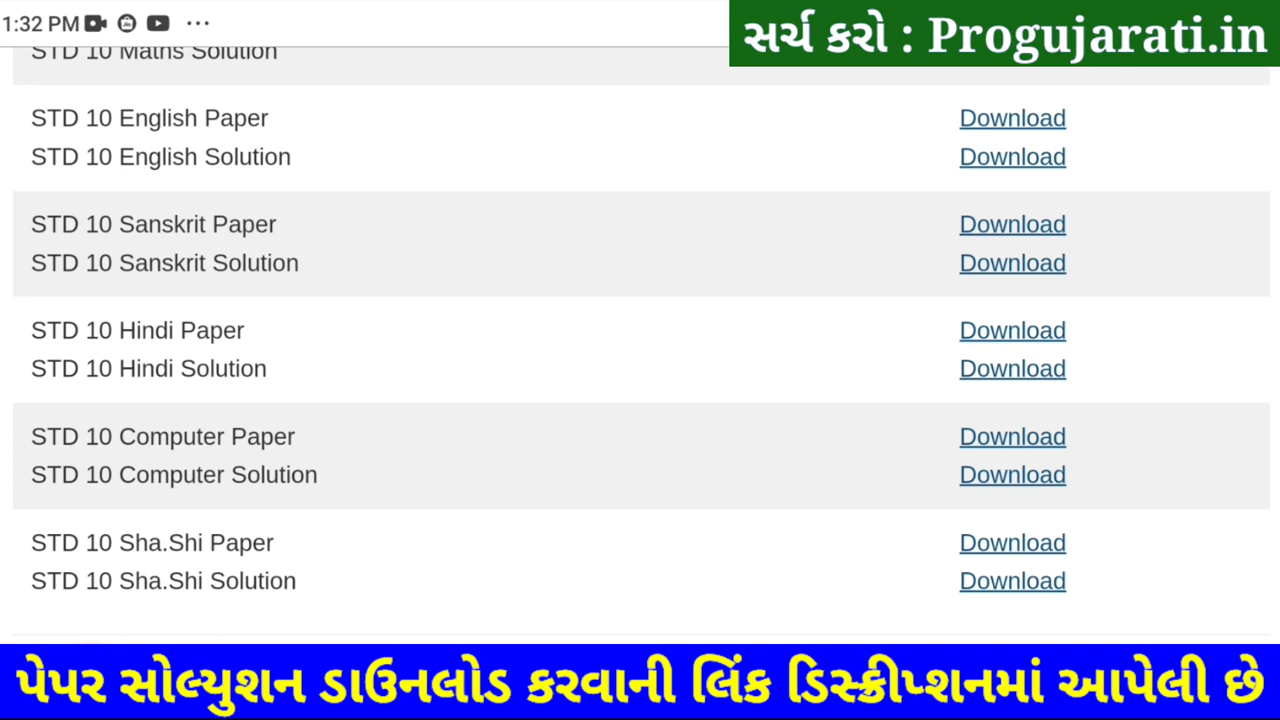 1:32 PM
સર્ચ કરો : Progujarati.in
STD 10 Maths Solution
STD 10 English Paper Download
STD 10 English Solution Download
STD 10 Sanskrit Paper Download
STD 10 Sanskrit Solution Download
STD 10 Hindi Paper Download
STD 10 Hindi Solution Download
STD 10 Computer Paper Download
STD 10 Computer Solution Download
STD 10 Sha.Shi Paper Download
STD 10 Sha.Shi Solution Download
પેપર સોલ્યુશન ડાઉનલોડ કરવાની લિંક ડિસ્ક્રીપ્શનમાં આપેલી છે